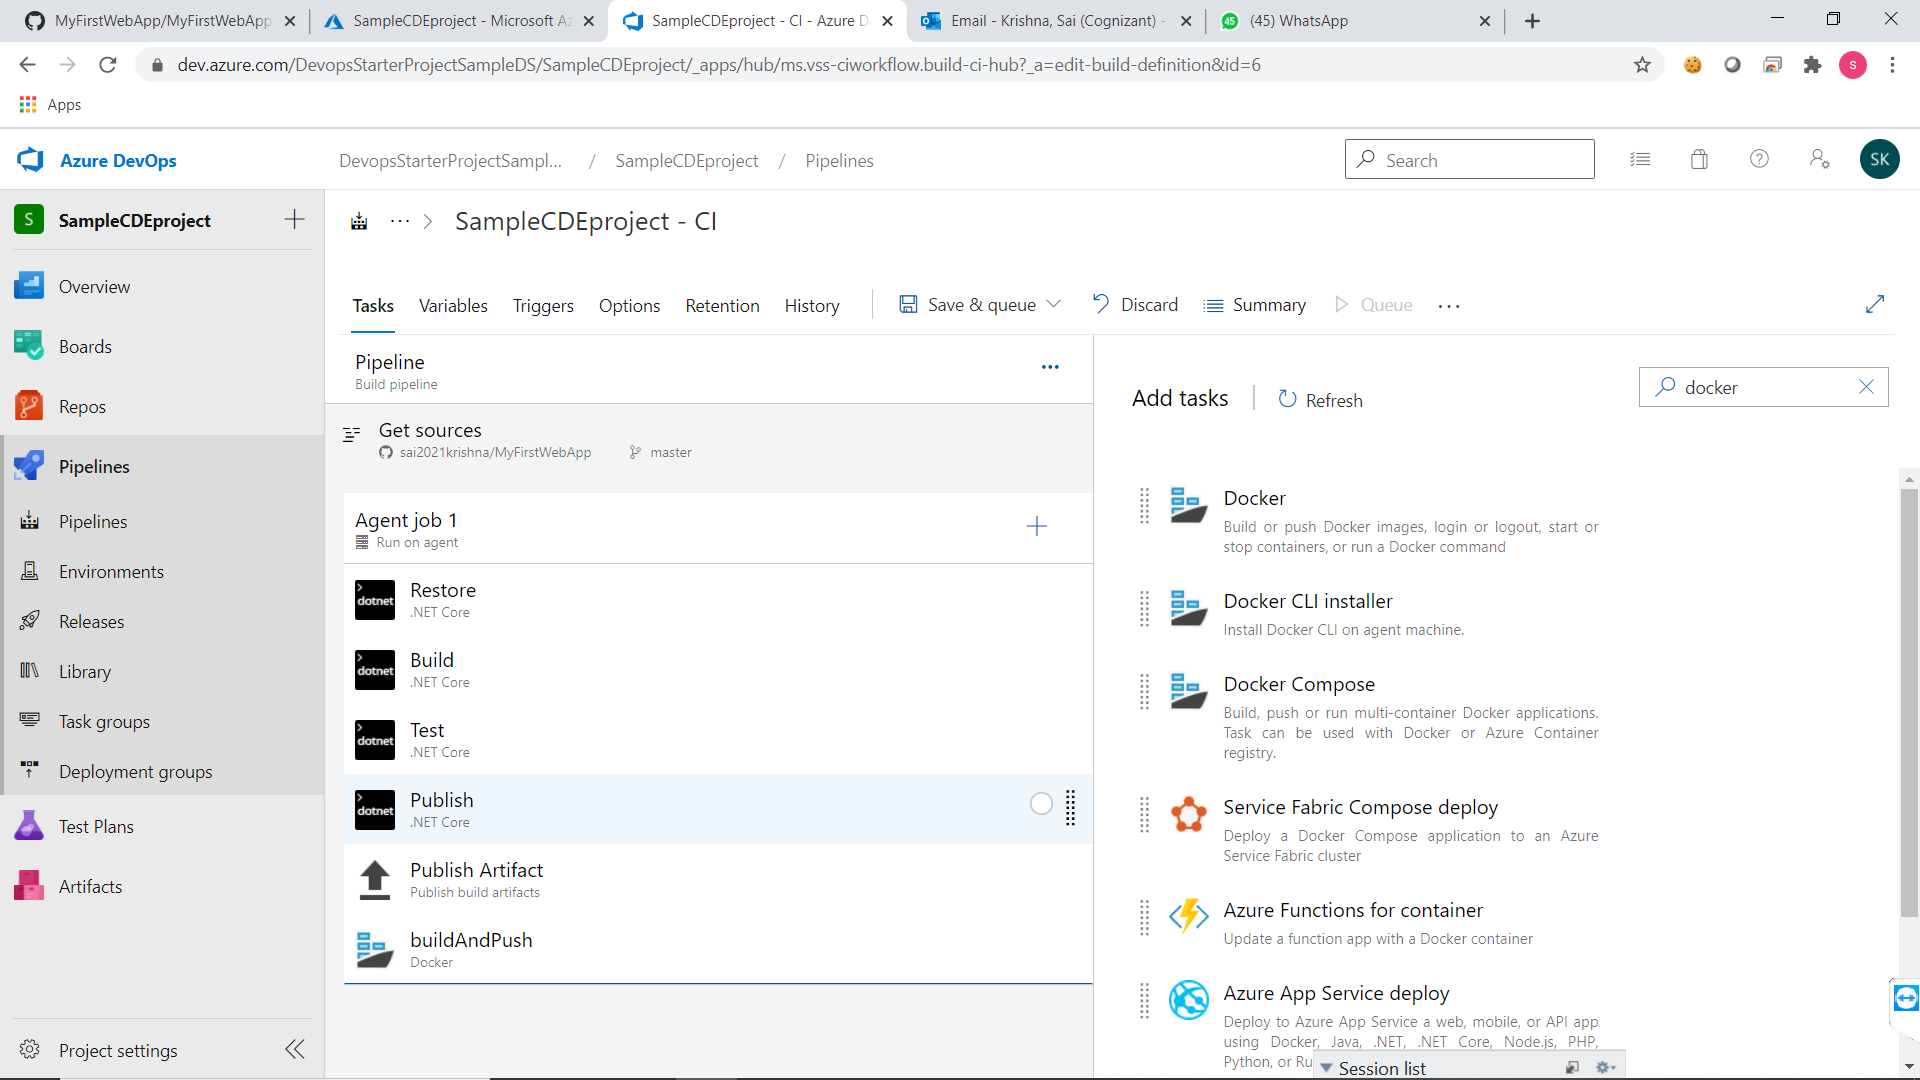 MyFirstWebApp/MyFirstWebApp
SampleCDEproject - Microsoft Az
SampleCDEproject - CI - Azure D
Email - Krishna, Sai (Cognizant) -
45
(45) WhatsApp
dev.azure.com/DevopsStarterProjectSampleDS/SampleCDEproject/_apps/hub/ms.vss-ciworkflow.build-ci-hub?_a=edit-build-definition&id=6
s
Apps
Azure DevOps
DevopsStarterProjectSampl... / SampleCDEproject / Pipelines
Search
SK
S SampleCDEproject
Overview
Boards
Repos
Pipelines
Pipelines
Environments
Releases
Library
Task groups
Deployment groups
Test Plans
Artifacts
Project settings
SampleCDEproject - CI
Tasks Variables Triggers Options Retention History Save & queue Discard Summary Queue
Pipeline
Build pipeline
Get sources
sai2021krishna/MyFirstWebApp master
Agent job 1
Run on agent
dotnet Restore
.NET Core
dotnet Build
.NET Core
dotnet Test
.NET Core
dotnet Publish
.NET Core
Publish Artifact
Publish build artifacts
buildAndPush
Docker
Add tasks Refresh
docker
Docker
Build or push Docker images, login or logout, start or
stop containers, or run a Docker command
Docker CLI installer
Install Docker CLI on agent machine.
Docker Compose
Build, push or run multi-container Docker applications.
Task can be used with Docker or Azure Container
registry.
Service Fabric Compose deploy
Deploy a Docker Compose application to an Azure
Service Fabric cluster
Azure Functions for container
Update a function app with a Docker container
Azure App Service deploy
Deploy to Azure App Service a web, mobile, or API app
using Docker, Java, .NET, .NET Core, Node.js, PHP,
Python, or Ru
Session list